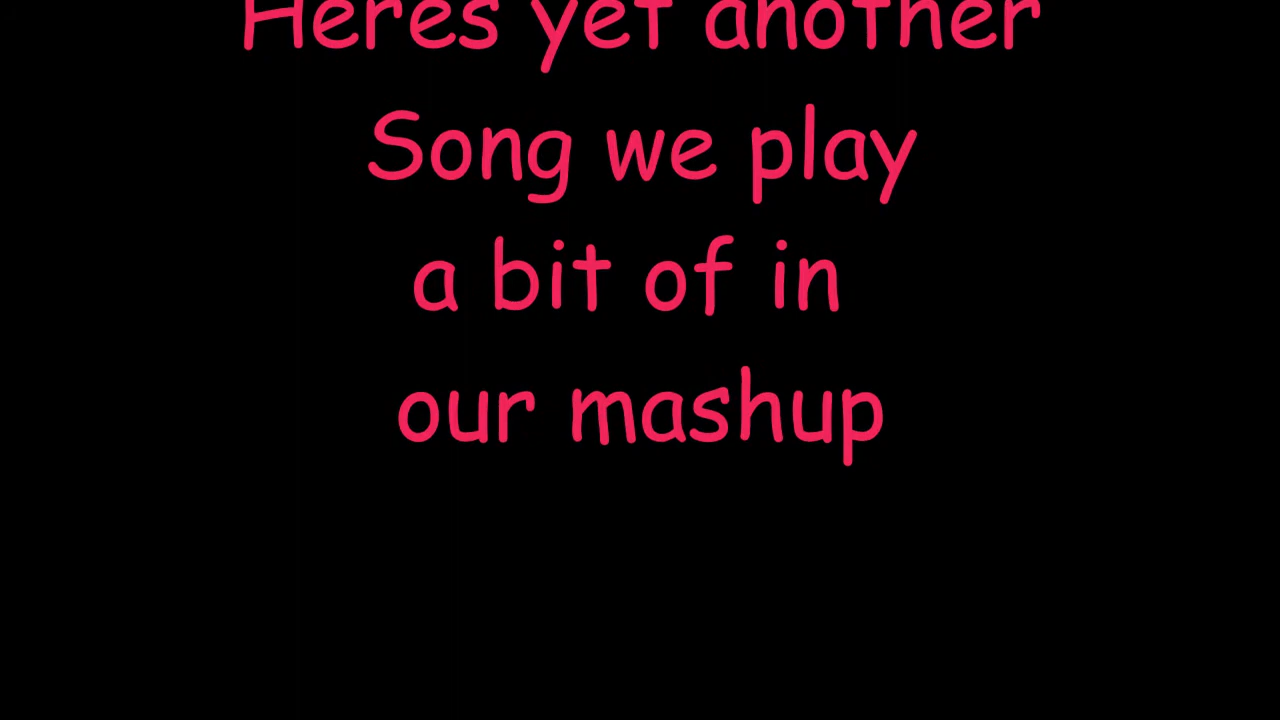 Heres yet another
Song we play
a bit of in
our mashup